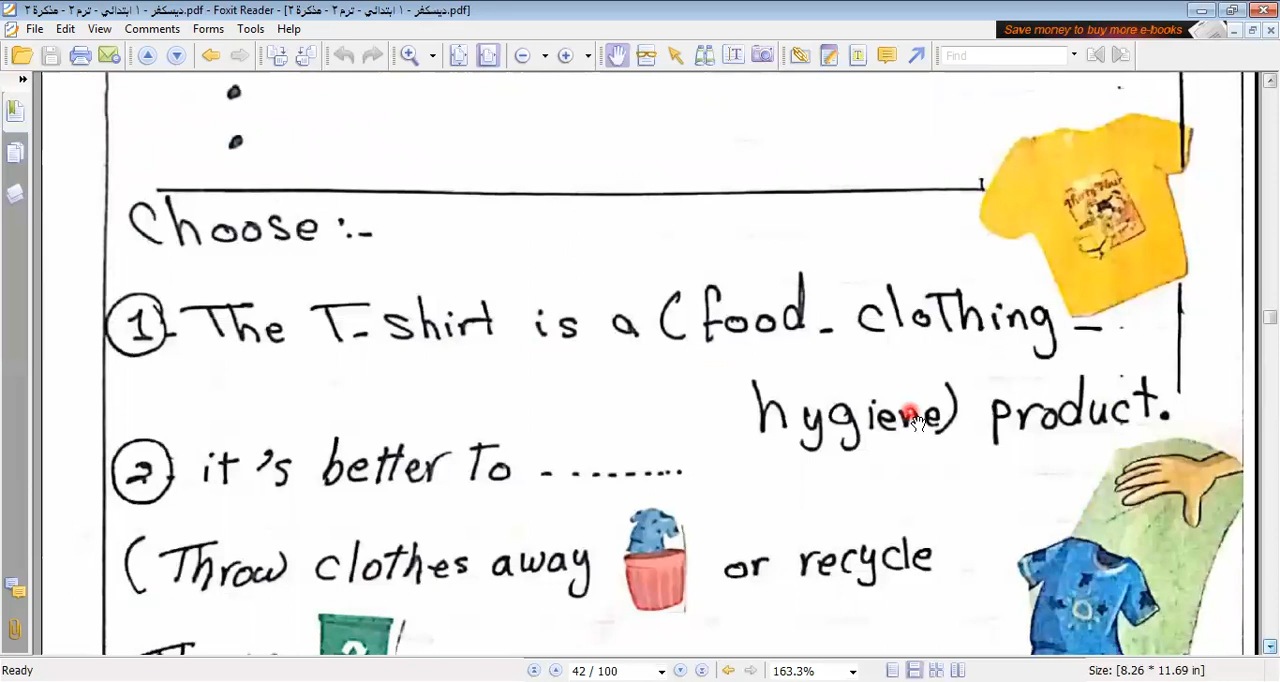 ديسكفر - ١ ابتدائي - ترم ٢ - مذكرة ٢.pdf - Foxit Reader - [ديسكفر - ١ ابتدائي - ترم ٢ - مذكرة ٢.pdf]
File Edit View Comments Forms Tools Help
Save money to buy more e-books
Find
Choose :-
1- The T-shirt is a (food - clothing -
hygiene) product.
2- it's better To ---------
(Throw clothes away or recycle
Ready
42 / 100
163.3%
Size: [8.26 * 11.69 in]